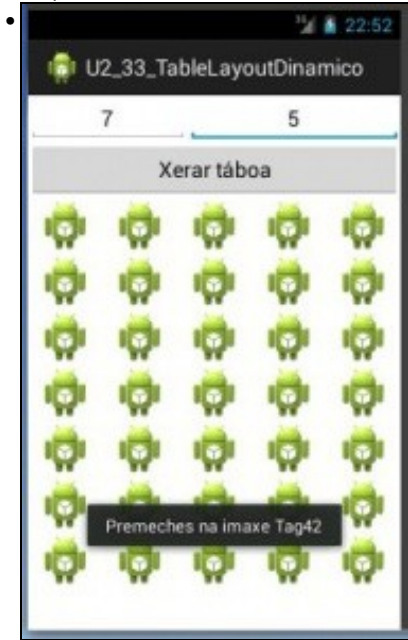 22:52
U2_33_TableLayoutDinamico
7 5
Xerar táboa
Premeches na imaxe Tag42